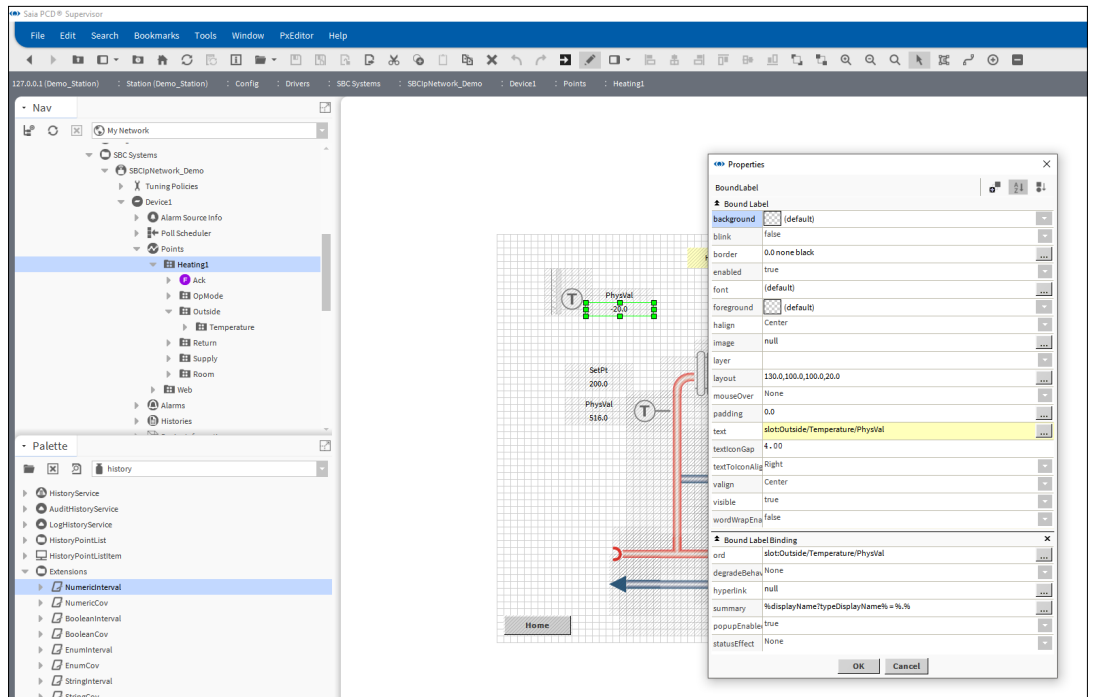 Saia PCD® Supervisor
File Edit Search Bookmarks Tools Window PxEditor Help
127.0.0.1 (Demo_Station) : Station (Demo_Station) : Config : Drivers : SBC Systems : SBCIpNetwork_Demo : Device1 : Points : Heating1
Nav
My Network
SBC Systems
SBCIpNetwork_Demo
Tuning Policies
Device1
Alarm Source Info
Poll Scheduler
Points
Heating1
F Ack
OpMode
Outside
Temperature
Return
Supply
Room
Web
Alarms
Histories
Palette
history
HistoryService
AuditHistoryService
LogHistoryService
HistoryPointList
HistoryPointListItem
Extensions
NumericInterval
NumericCov
BooleanInterval
BooleanCov
EnumInterval
EnumCov
StringInterval
StringCov
T PhysVal
-20.0
SetPt
200.0
PhysVal
516.0
T
Home
Properties
BoundLabel
Bound Label
background (default)
blink false
border 0.0 none black
enabled true
font (default)
foreground (default)
halign Center
image null
layer
layout 130.0,100.0,100.0,20.0
mouseOver None
padding 0.0
text slot:Outside/Temperature/PhysVal
textIconGap 4.00
textToIconAlig Right
valign Center
visible true
wordWrapEna false
Bound Label Binding
ord slot:Outside/Temperature/PhysVal
degradeBehav None
hyperlink null
summary %displayName?typeDisplayName% = %.%
popupEnable true
statusEffect None
OK Cancel